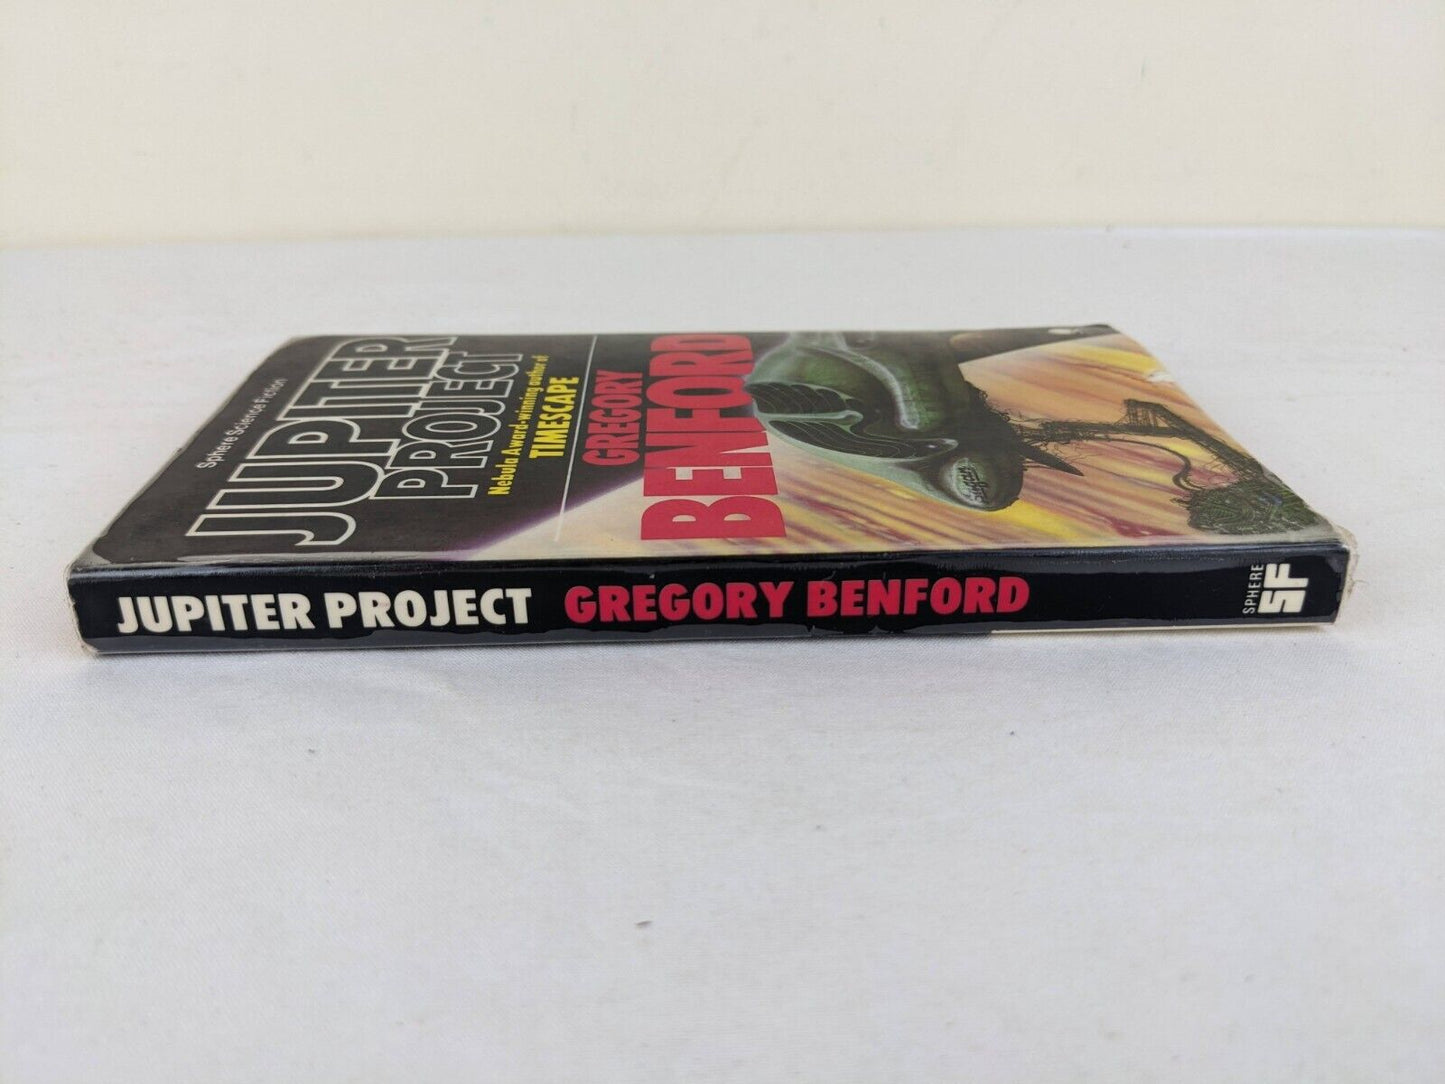 Sphere Science Fiction
JUPITER
PROJECT
Nebula Award-winning author of
TIMESCAPE
GREGORY
BENFORD
JUPITER PROJECT GREGORY BENFORD SPHERE SF